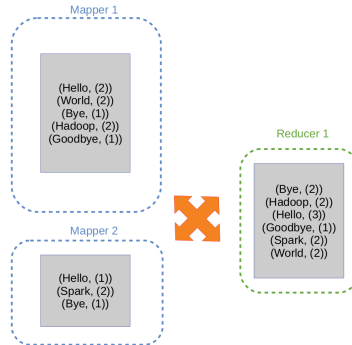 Mapper 1
(Hello, (2))
(World, (2))
(Bye, (1))
(Hadoop, (2))
(Goodbye, (1))
Mapper 2
(Hello, (1))
(Spark, (2))
(Bye, (1))
Reducer 1
(Bye, (2))
(Hadoop, (2))
(Hello, (3))
(Goodbye, (1))
(Spark, (2))
(World, (2))